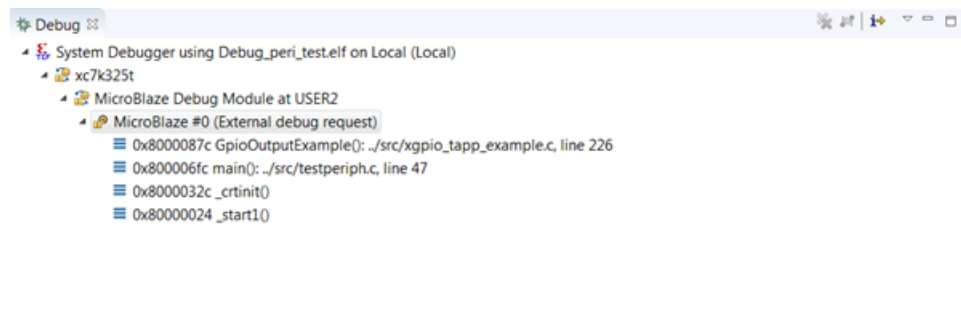 Debug
System Debugger using Debug_peri_test.elf on Local (Local)
xc7k325t
MicroBlaze Debug Module at USER2
MicroBlaze #0 (External debug request)
0x8000087c GpioOutputExample(): ../src/xgpio_tapp_example.c, line 226
0x800006fc main(): ../src/testperiph.c, line 47
0x8000032c _crtinit()
0x80000024 _start1()